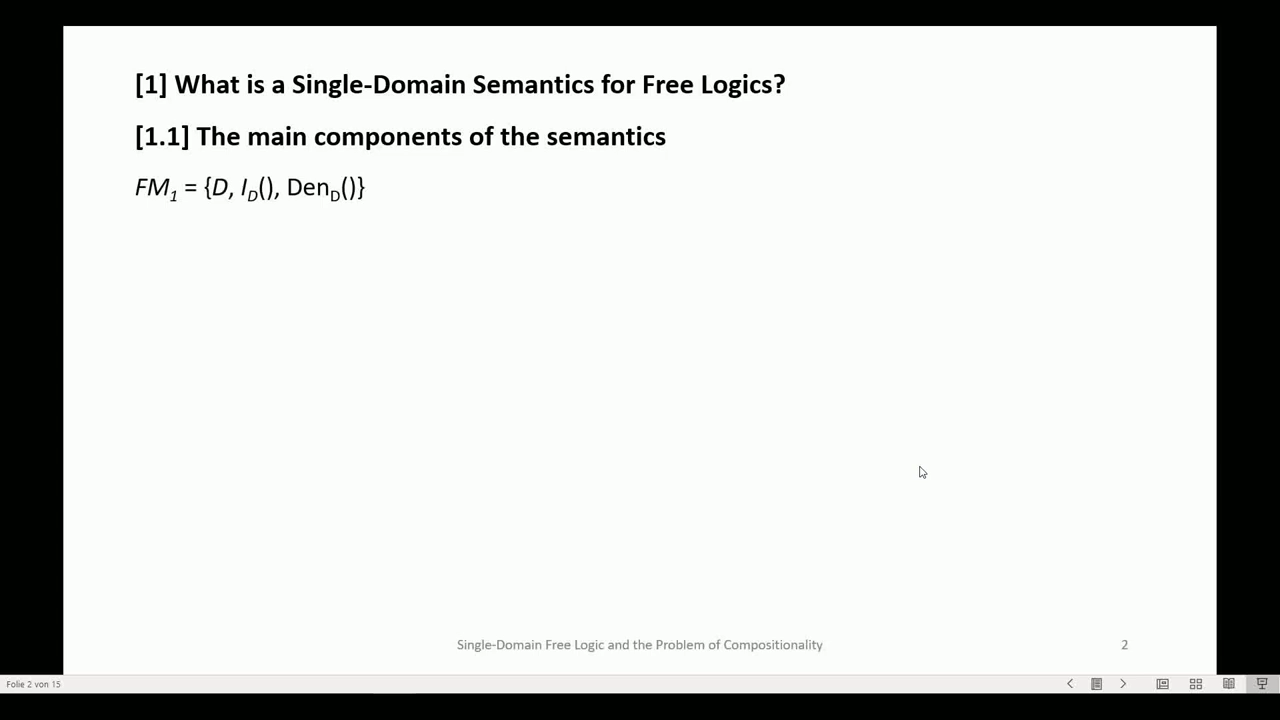 [1] What is a Single-Domain Semantics for Free Logics?
[1.1] The main components of the semantics
FM1 = {D, ID(), DenD()}
Single-Domain Free Logic and the Problem of Compositionality 2
Folie 2 von 15